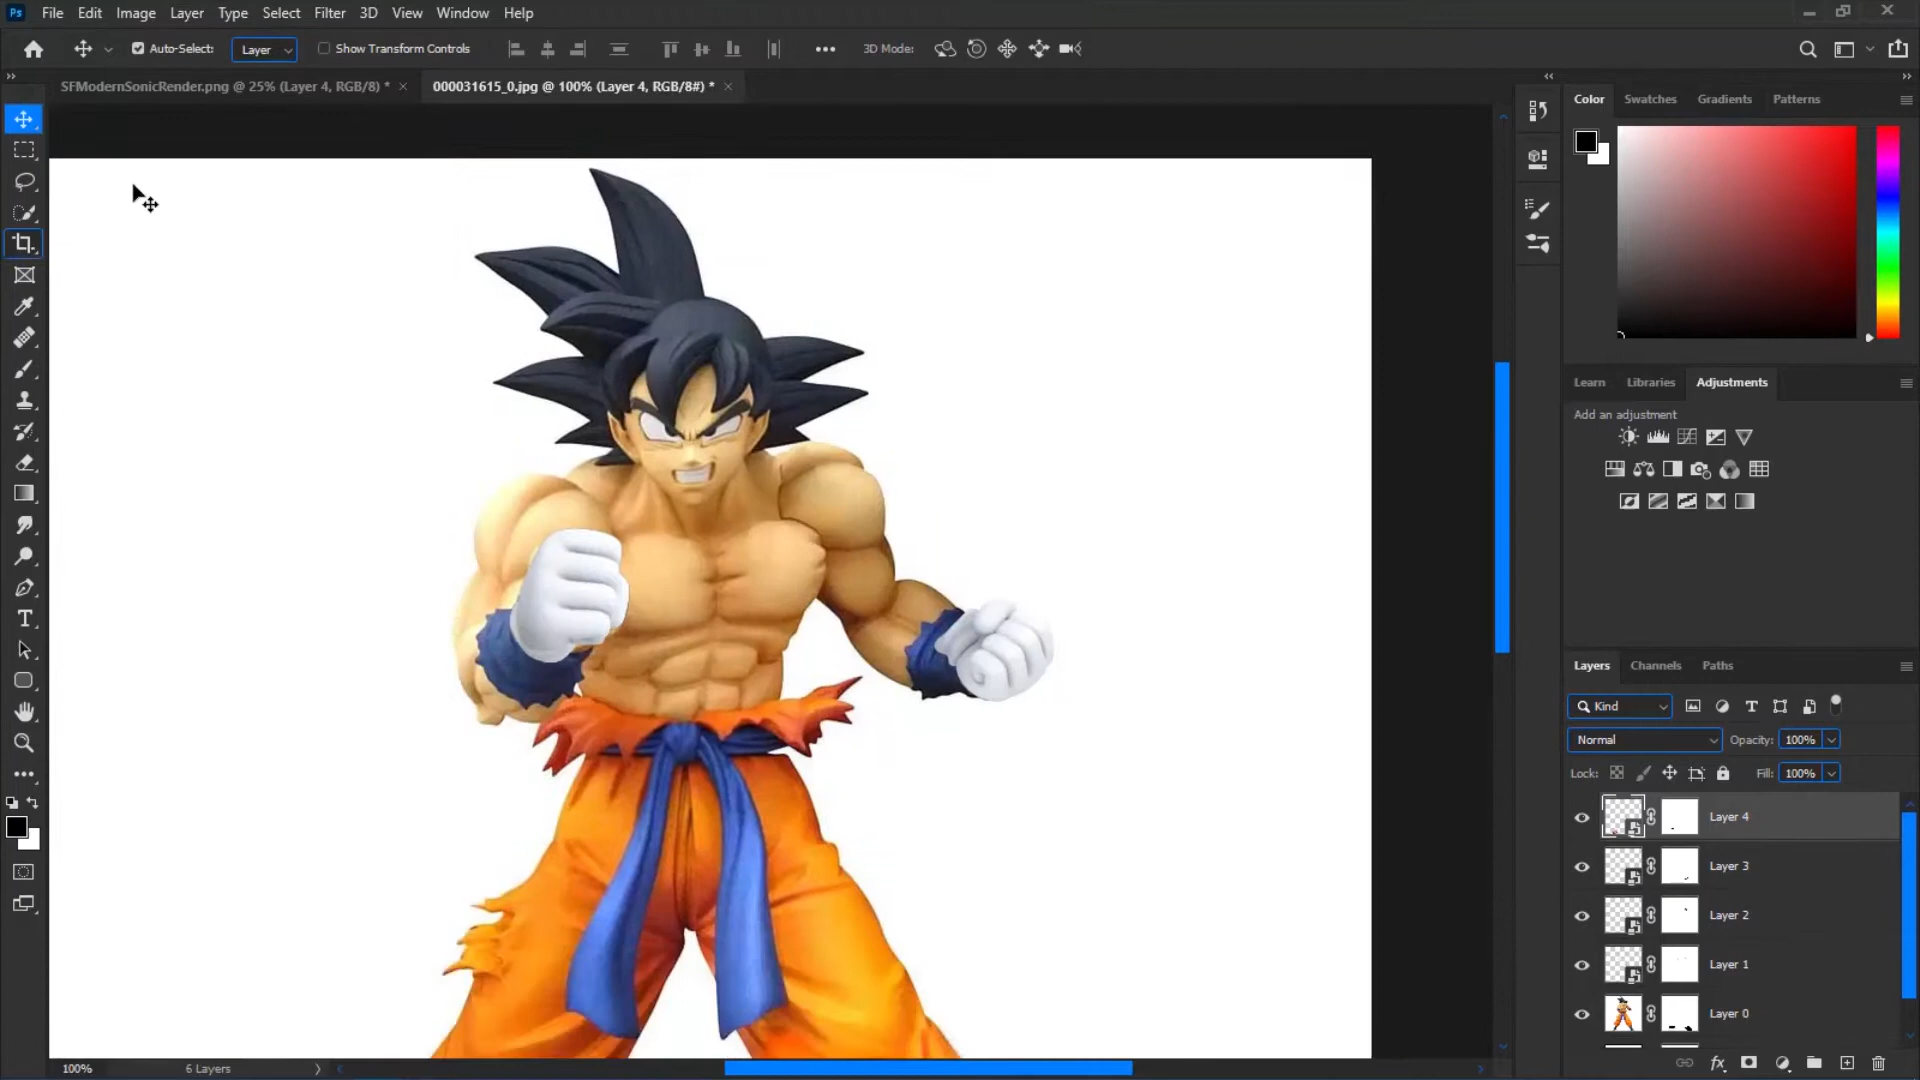 Ps File Edit Image Layer Type Select Filter 3D View Window Help
Auto-Select: Layer Show Transform Controls 3D Mode:
SFModernSonicRender.png @ 25% (Layer 4, RGB/8) * × 000031615_0.jpg @ 100% (Layer 4, RGB/8#) * ×
Color Swatches Gradients Patterns
Learn Libraries Adjustments
Add an adjustment
Layers Channels Paths
Kind
Normal Opacity: 100%
Lock: Fill: 100%
Layer 4
Layer 3
Layer 2
Layer 1
Layer 0
100% 6 Layers